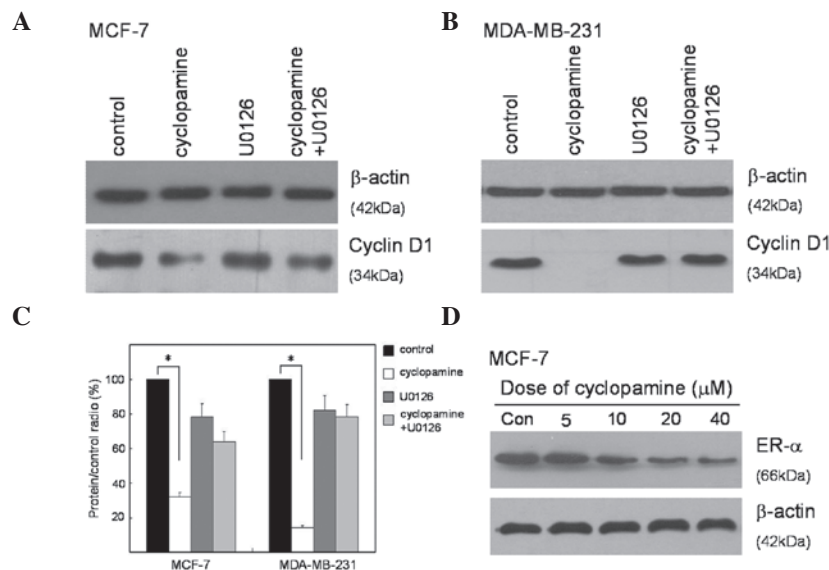 A
MCF-7
control
cyclopamine
U0126
cyclopamine
+U0126
β-actin
(42kDa)
Cyclin D1
(34kDa)
B
MDA-MB-231
control
cyclopamine
U0126
cyclopamine
+U0126
β-actin
(42kDa)
Cyclin D1
(34kDa)
C
Protein/control radio (%)
100
80
60
40
20
*
*
MCF-7
MDA-MB-231
control
cyclopamine
U0126
cyclopamine
+U0126
D
MCF-7
Dose of cyclopamine (μM)
Con 5 10 20 40
ER-α
(66kDa)
β-actin
(42kDa)